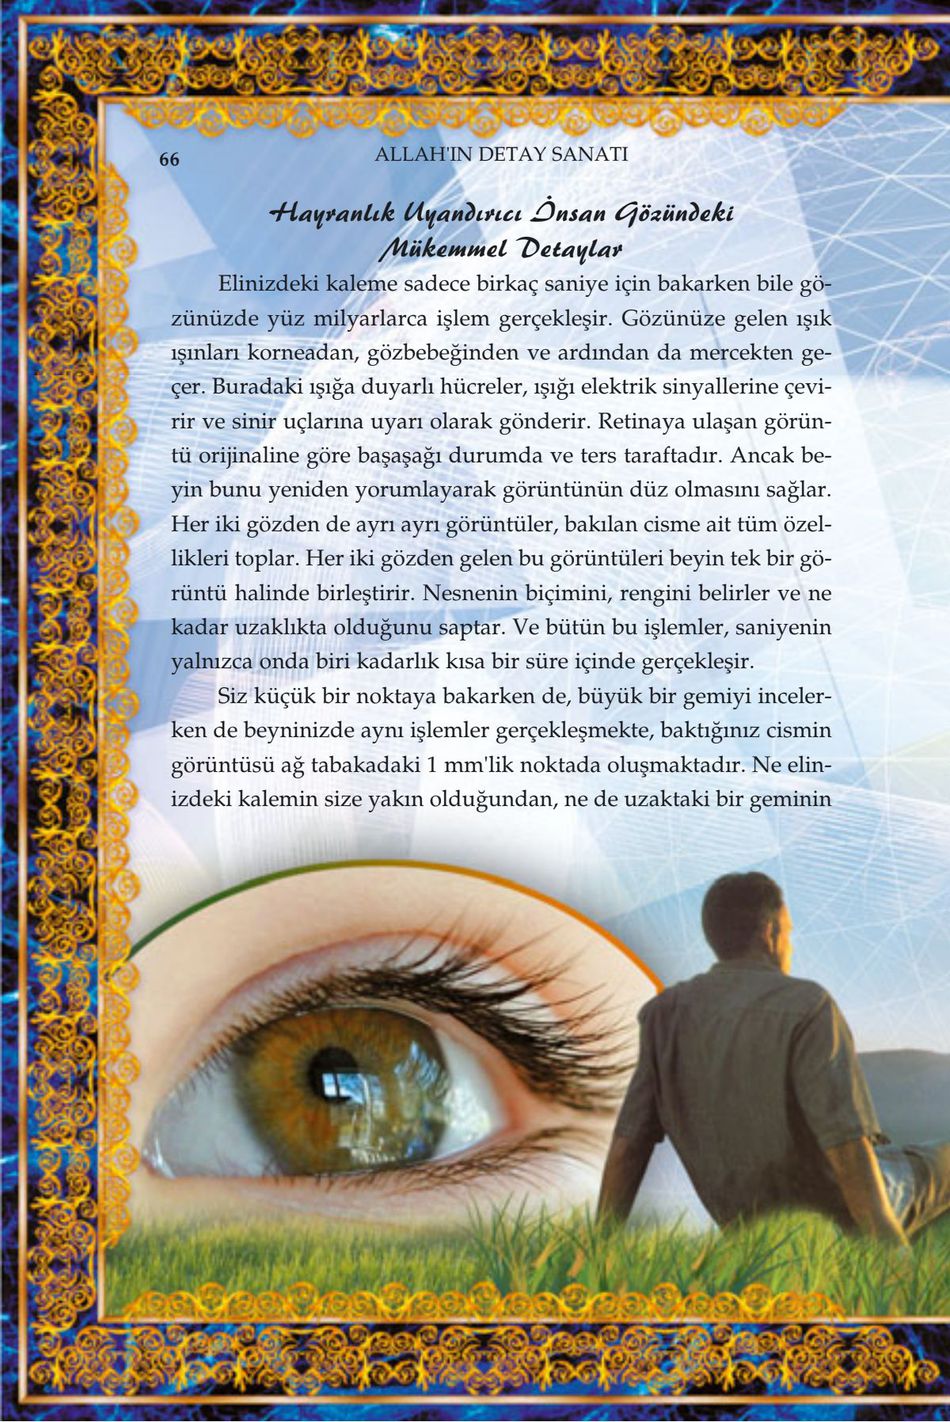 66
ALLAH'IN DETAY SANATI
Hayranlık Uyandırıcı İnsan Gözündeki
Mükemmel Detaylar
Elinizdeki kaleme sadece birkaç saniye için bakarken bile gö-
zünüzde yüz milyarlarca işlem gerçekleşir. Gözünüze gelen ışık
ışınları korneadan, gözbebeğinden ve ardından da mercekten ge-
çer. Buradaki ışığa duyarlı hücreler, ışığı elektrik sinyallerine çevi-
rir ve sinir uçlarına uyarı olarak gönderir. Retinaya ulaşan görün-
tü orijinaline göre başaşağı durumda ve ters taraftadır. Ancak be-
yin bunu yeniden yorumlayarak görüntünün düz olmasını sağlar.
Her iki gözden de ayrı ayrı görüntüler, bakılan cisme ait tüm özel-
likleri toplar. Her iki gözden gelen bu görüntüleri beyin tek bir gö-
rüntü halinde birleştirir. Nesnenin biçimini, rengini belirler ve ne
kadar uzaklıkta olduğunu saptar. Ve bütün bu işlemler, saniyenin
yalnızca onda biri kadarlık kısa bir süre içinde gerçekleşir.
Siz küçük bir noktaya bakarken de, büyük bir gemiyi inceler-
ken de beyninizde aynı işlemler gerçekleşmekte, baktığınız cismin
görüntüsü ağ tabakadaki 1 mm'lik noktada oluşmaktadır. Ne elin-
izdeki kalemin size yakın olduğundan, ne de uzaktaki bir geminin